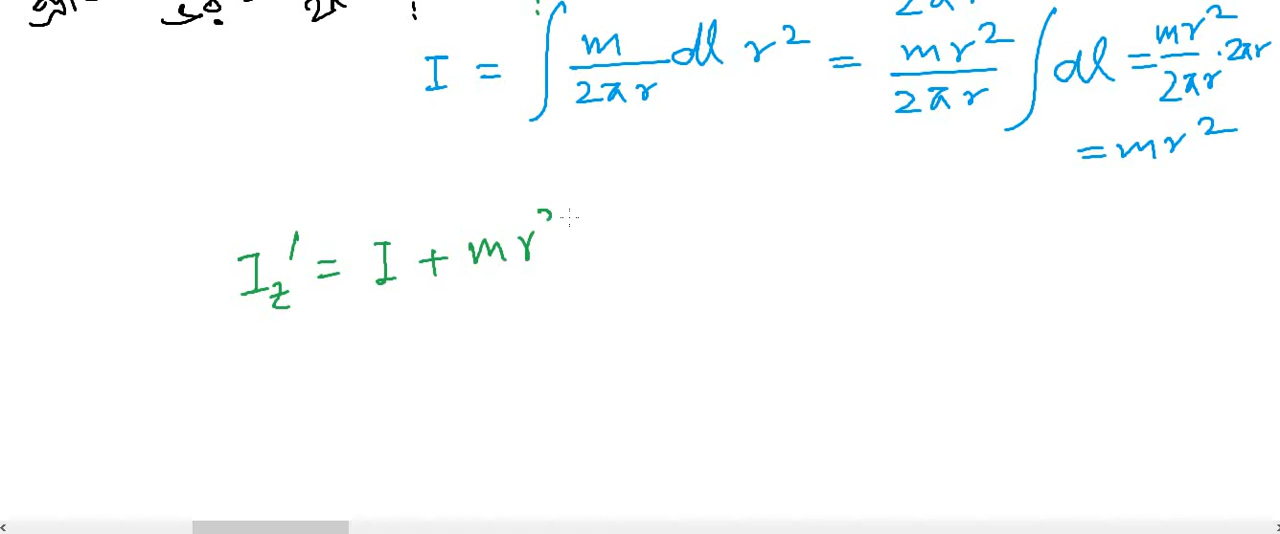 I = ∫ m/2πr dl r² = mr²/2πr ∫ dl = mr²/2πr · 2πr
= mr²
I_z' = I + mr²